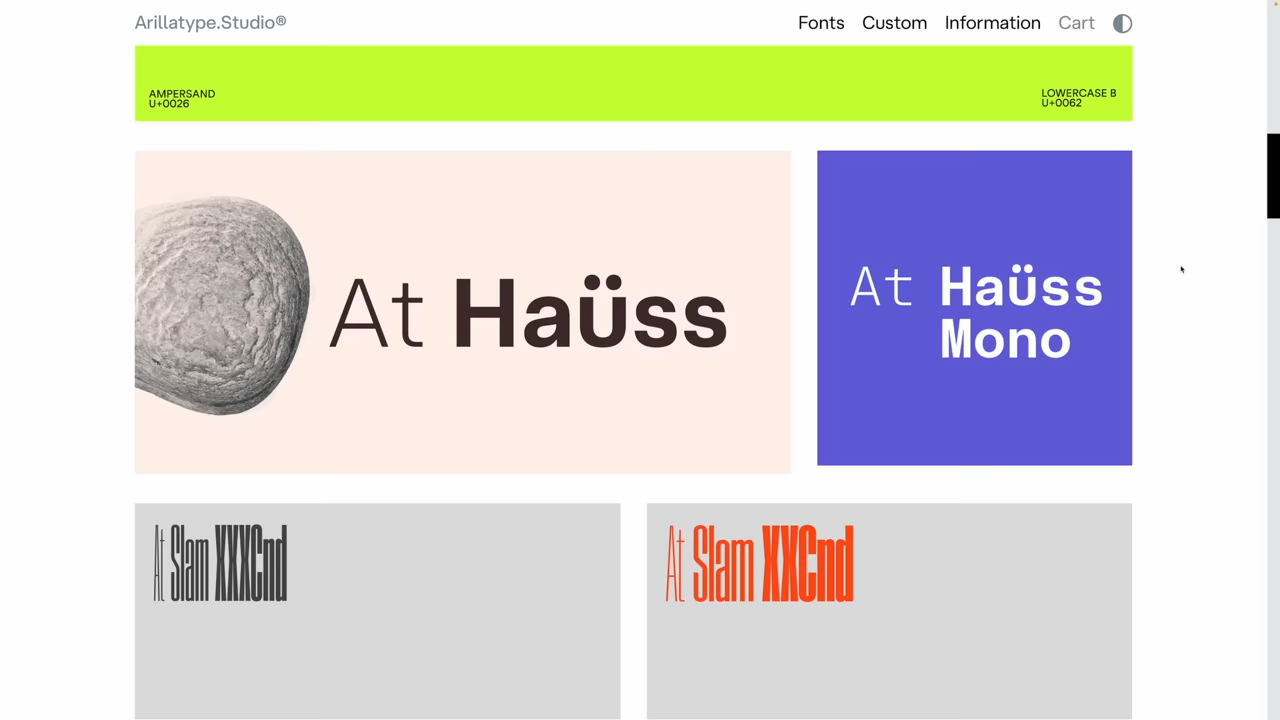 Arillatype.Studio®
Fonts Custom Information Cart
AMPERSAND
U+0026
LOWERCASE B
U+0062
At Haüss
At Haüss
Mono
At Slam XXXCnd
At Slam XXCnd